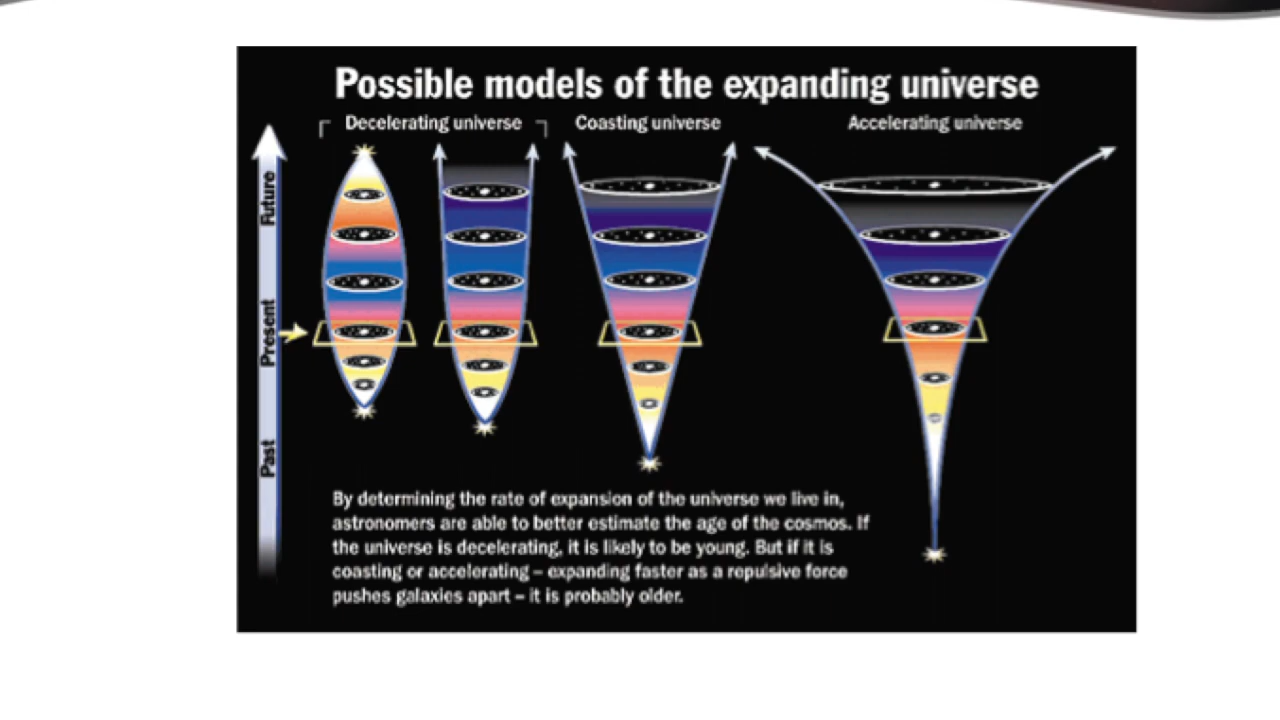 Possible models of the expanding universe
Decelerating universe
Coasting universe
Accelerating universe
Future
Present
Past
By determining the rate of expansion of the universe we live in,
astronomers are able to better estimate the age of the cosmos. If
the universe is decelerating, it is likely to be young. But if it is
coasting or accelerating – expanding faster as a repulsive force
pushes galaxies apart – it is probably older.